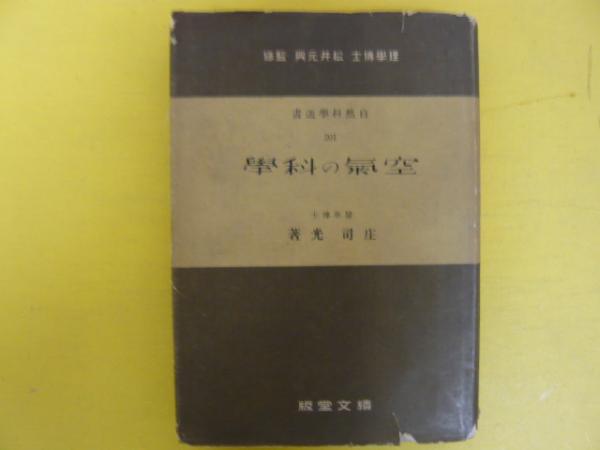 理學博士 松井元興 監修
自然科學選書
空氣の科學
醫學博士
庄司光 著
績文堂版